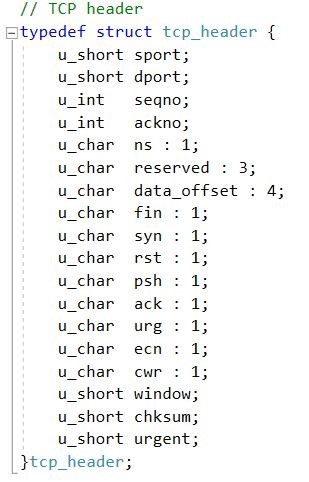 // TCP header
typedef struct tcp_header {
u_short sport;
u_short dport;
u_int seqno;
u_int ackno;
u_char ns : 1;
u_char reserved : 3;
u_char data_offset : 4;
u_char fin : 1;
u_char syn : 1;
u_char rst : 1;
u_char psh : 1;
u_char ack : 1;
u_char urg : 1;
u_char ecn : 1;
u_char cwr : 1;
u_short window;
u_short chksum;
u_short urgent;
}tcp_header;